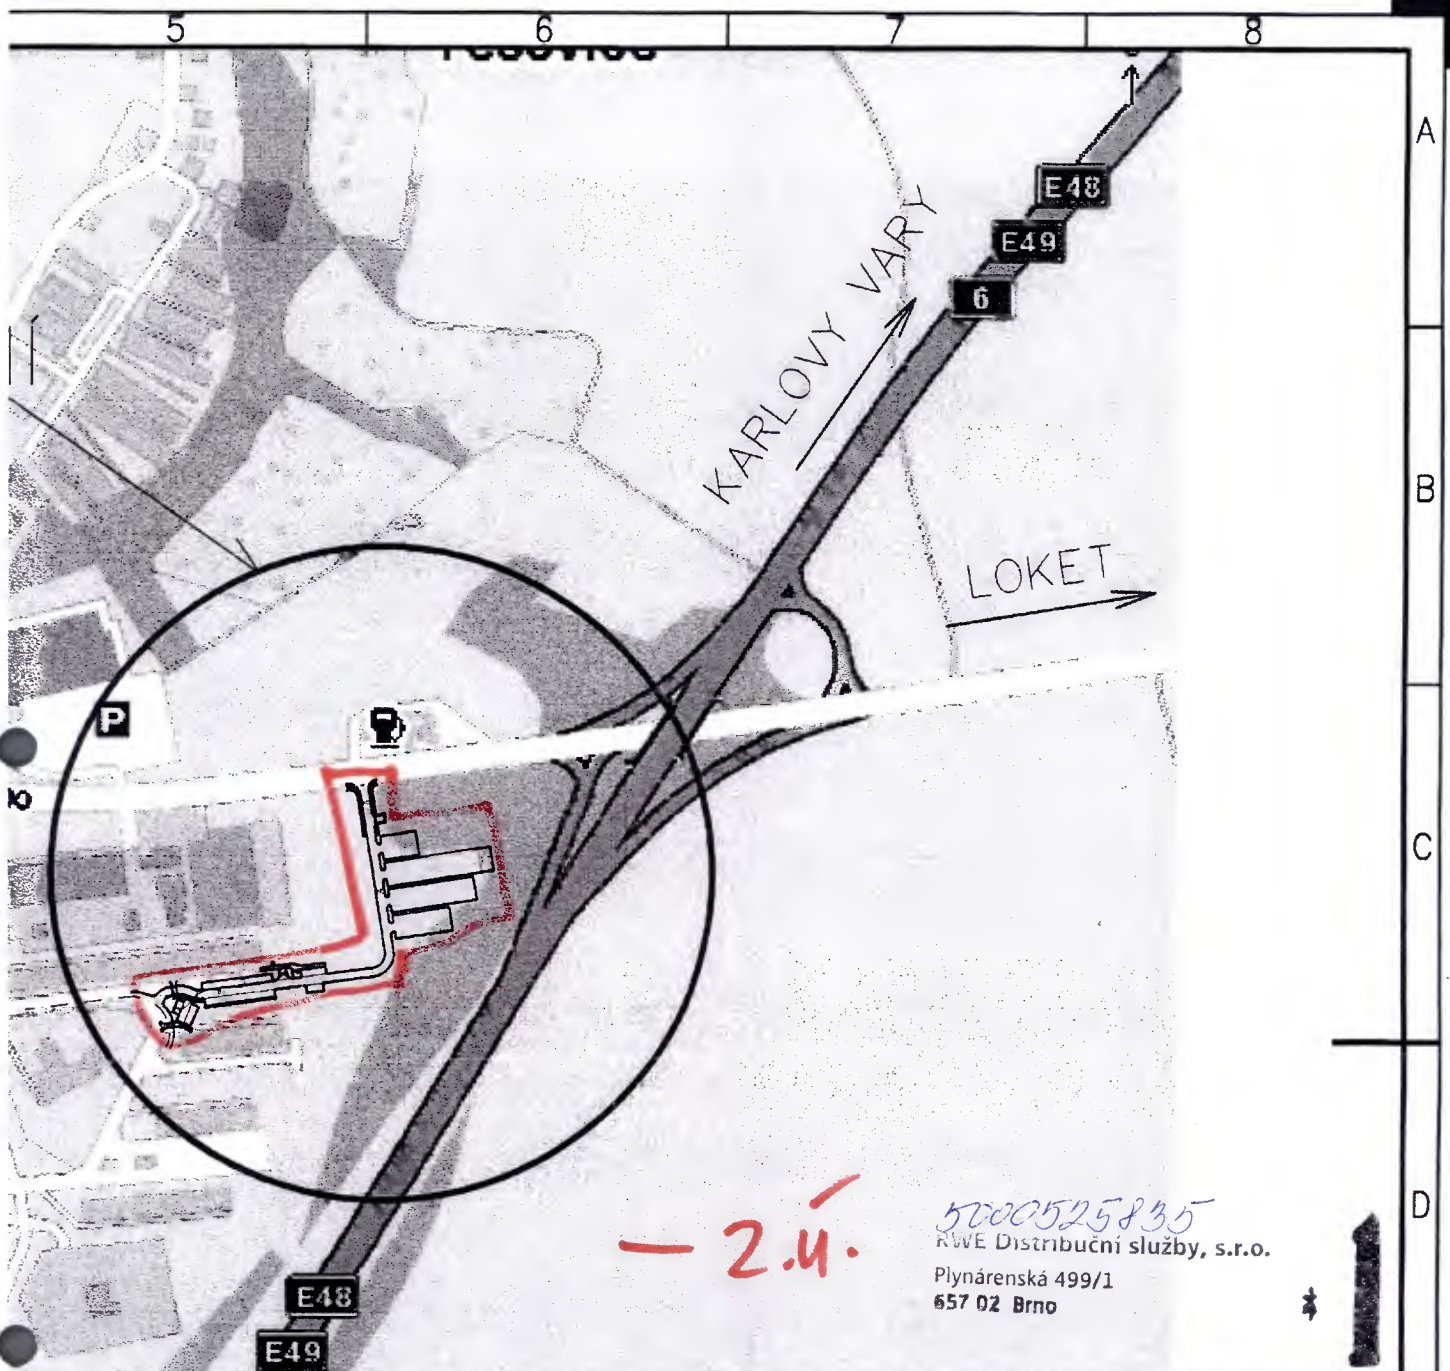 5
6
7
8
A
E48
E49
6
KARLOVY VARY
B
LOKET
P
C
D
— 2.ú.
5000525835
RWE Distribuční služby, s.r.o.
Plynárenská 499/1
657 02 Brno
E48
E49